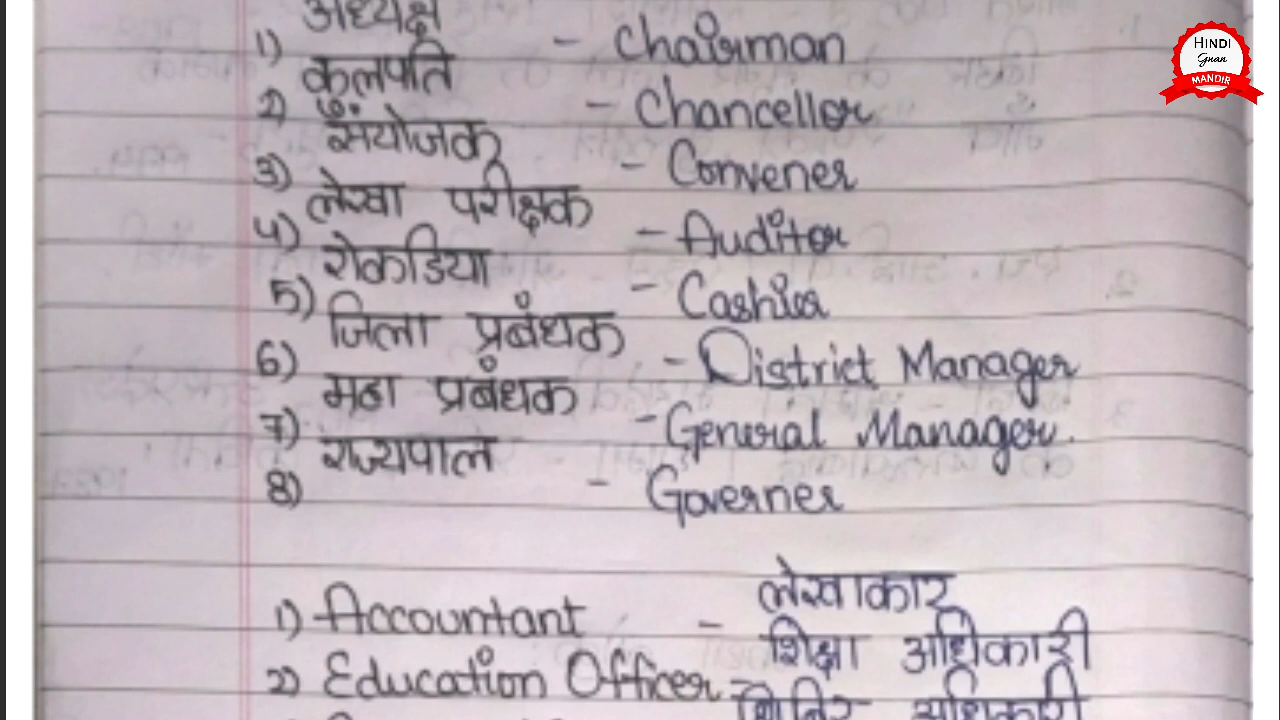 HINDI
Gnan
MANDIR
1) अध्यक्ष - Chairman
2) कुलपति - Chancellor
3) संयोजक - Convener
4) लेखा परीक्षक - Auditor
5) रोकडिया - Cashier
6) जिला प्रबंधक - District Manager
7) महा प्रबंधक - General Manager.
8) राज्यपाल - Governer
1) Accountant - लेखाकार
2) Education Officer - शिक्षा अधिकारी
अधिकारी